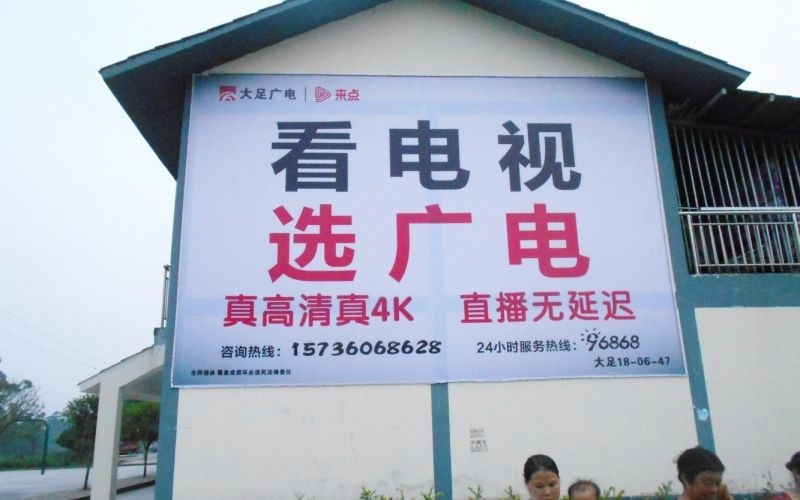 大足广电 | 来点
看电视
选广电
真高清真4K 直播无延迟
咨询热线：15736068628 24小时服务热线：96868
大足18-06-47